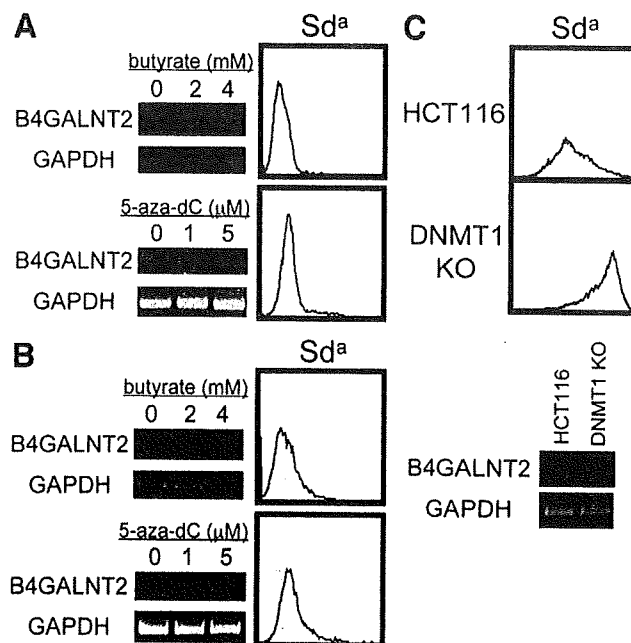 A
Sdᵃ
butyrate (mM)
0 2 4
B4GALNT2
GAPDH
5-aza-dC (μM)
0 1 5
B4GALNT2
GAPDH
B
Sdᵃ
butyrate (mM)
0 2 4
B4GALNT2
GAPDH
5-aza-dC (μM)
0 1 5
B4GALNT2
GAPDH
C
Sdᵃ
HCT116
DNMT1
KO
HCT116
DNMT1 KO
B4GALNT2
GAPDH